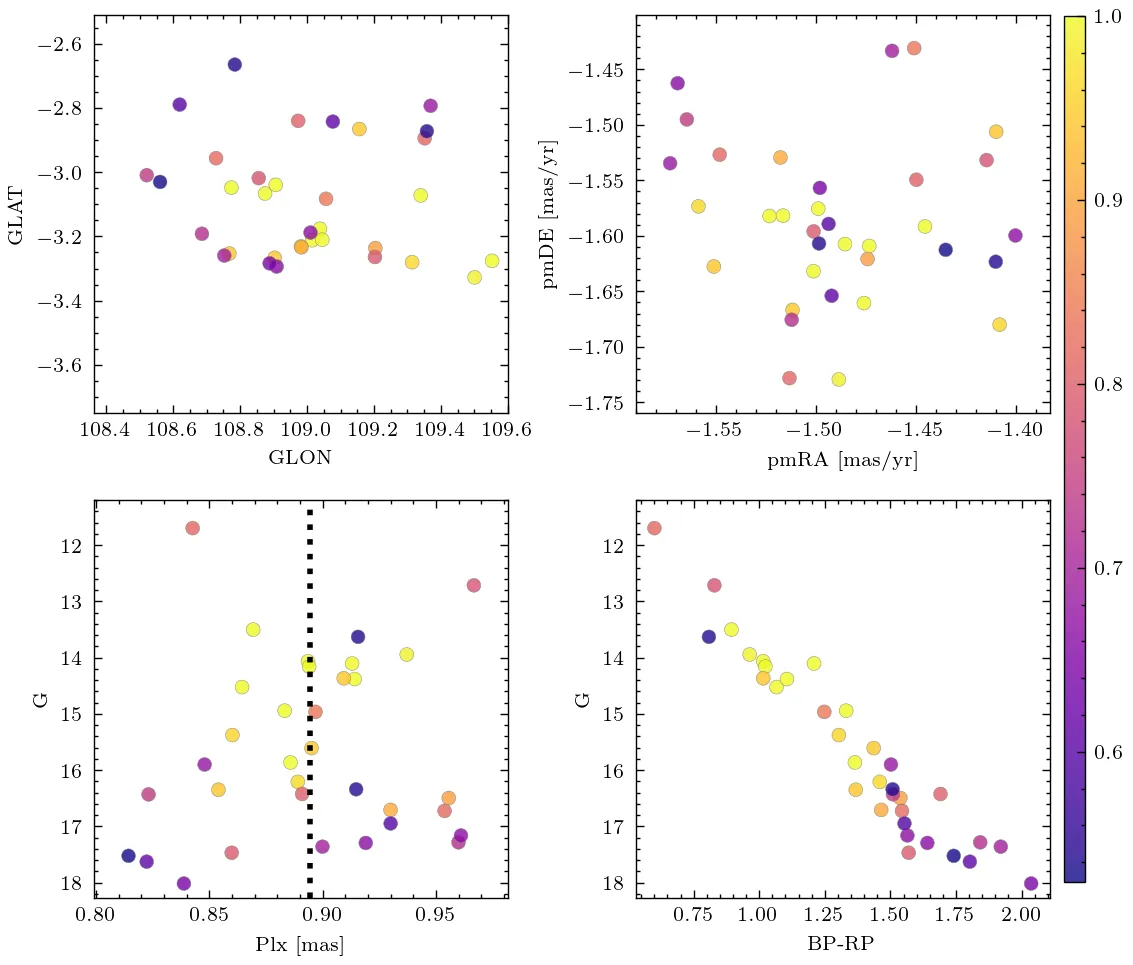 −2.6
−2.8
−3.0
−3.2
−3.4
−3.6
GLAT
108.4 108.6 108.8 109.0 109.2 109.4 109.6
GLON
−1.45
−1.50
−1.55
−1.60
−1.65
−1.70
−1.75
pmDE [mas/yr]
−1.55 −1.50 −1.45 −1.40
pmRA [mas/yr]
1.0
0.9
0.8
0.7
0.6
12
13
14
15
16
17
18
G
0.80 0.85 0.90 0.95
Plx [mas]
12
13
14
15
16
17
18
G
0.75 1.00 1.25 1.50 1.75 2.00
BP-RP